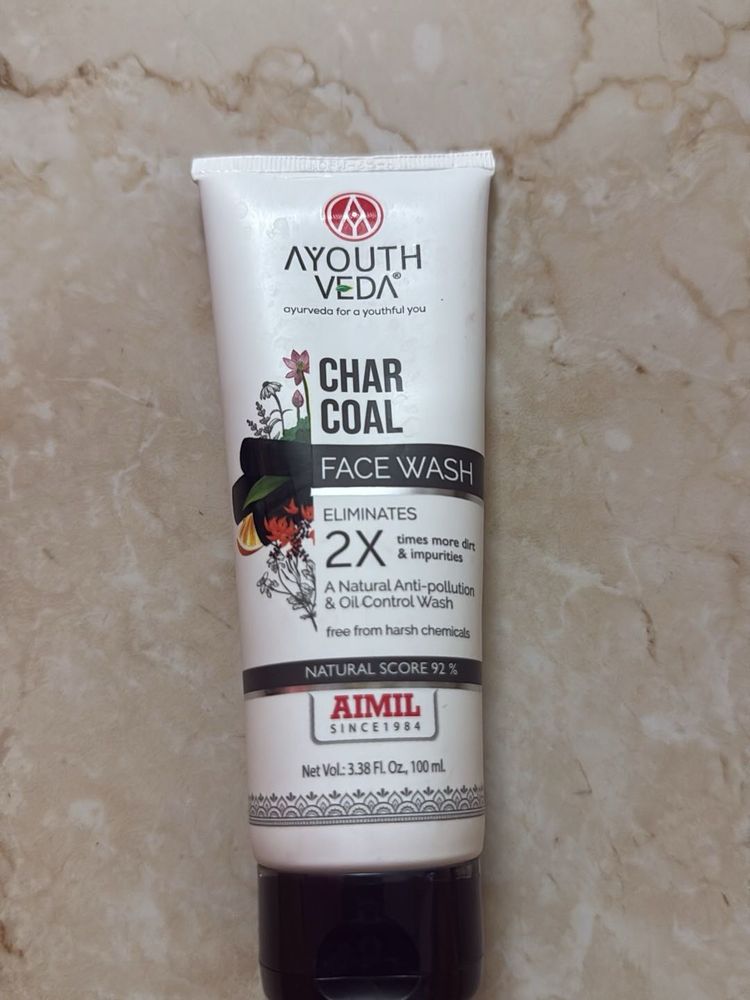 AYOUTH
VEDA®
ayurveda for a youthful you
CHAR
COAL
FACE WASH
ELIMINATES
2X times more dirt
& impurities
A Natural Anti-pollution
& Oil Control Wash
free from harsh chemicals
NATURAL SCORE 92 %
AIMIL
SINCE1984
Net Vol.: 3.38 Fl. Oz., 100 ml.